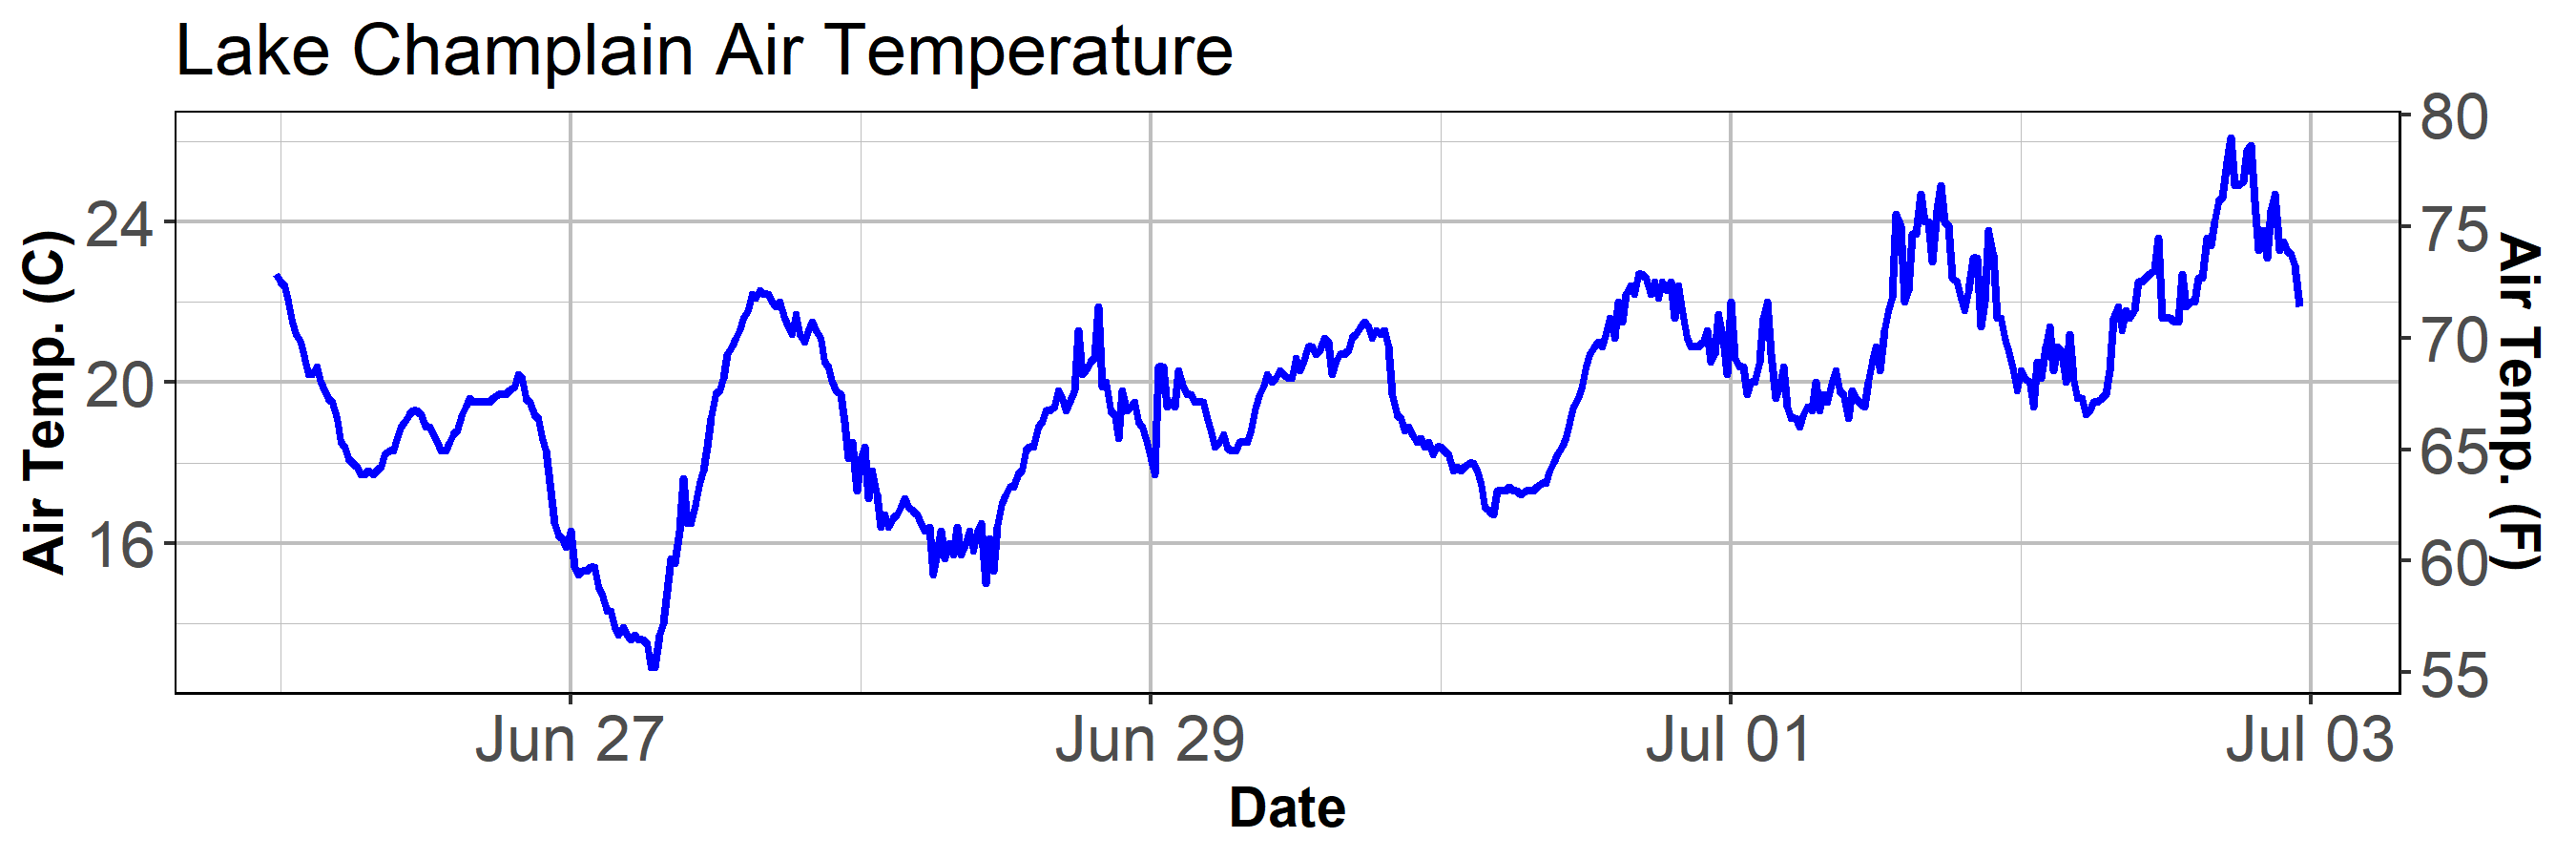 Lake Champlain Air Temperature
Air Temp. (C)
24
20
16
80
75
70
65
60
55
Air Temp. (F)
Jun 27
Jun 29
Jul 01
Jul 03
Date